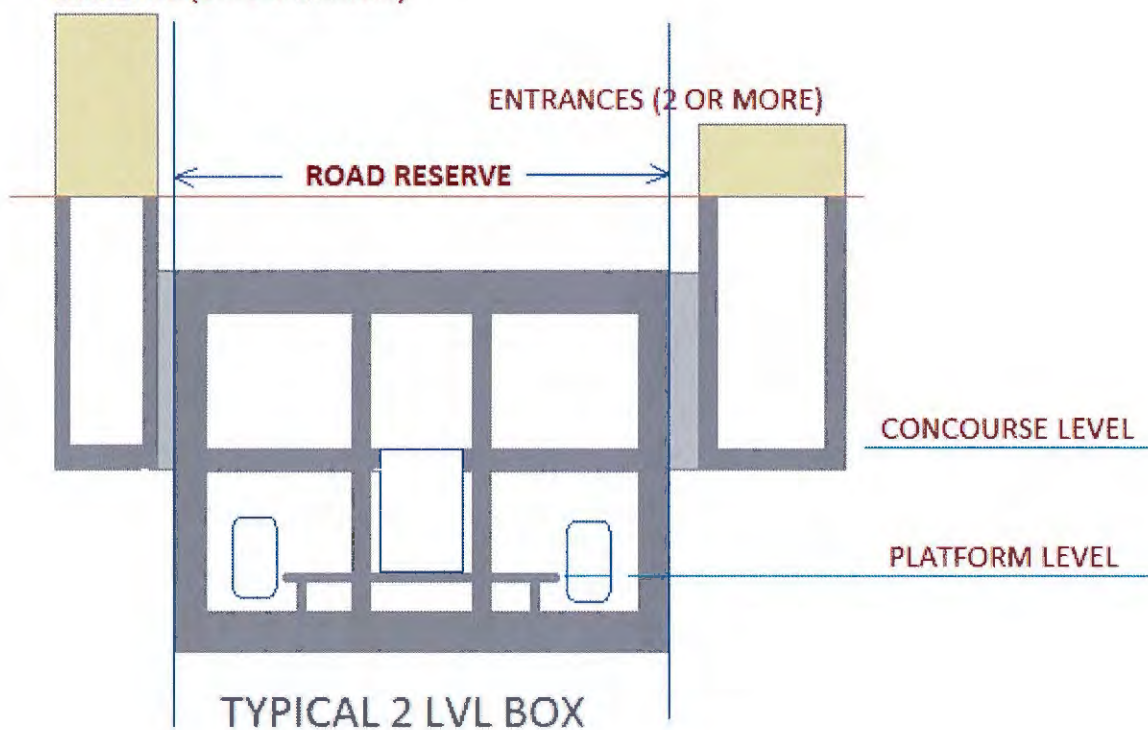 ENTRANCES (2 OR MORE)
ROAD RESERVE
CONCOURSE LEVEL
PLATFORM LEVEL
TYPICAL 2 LVL BOX